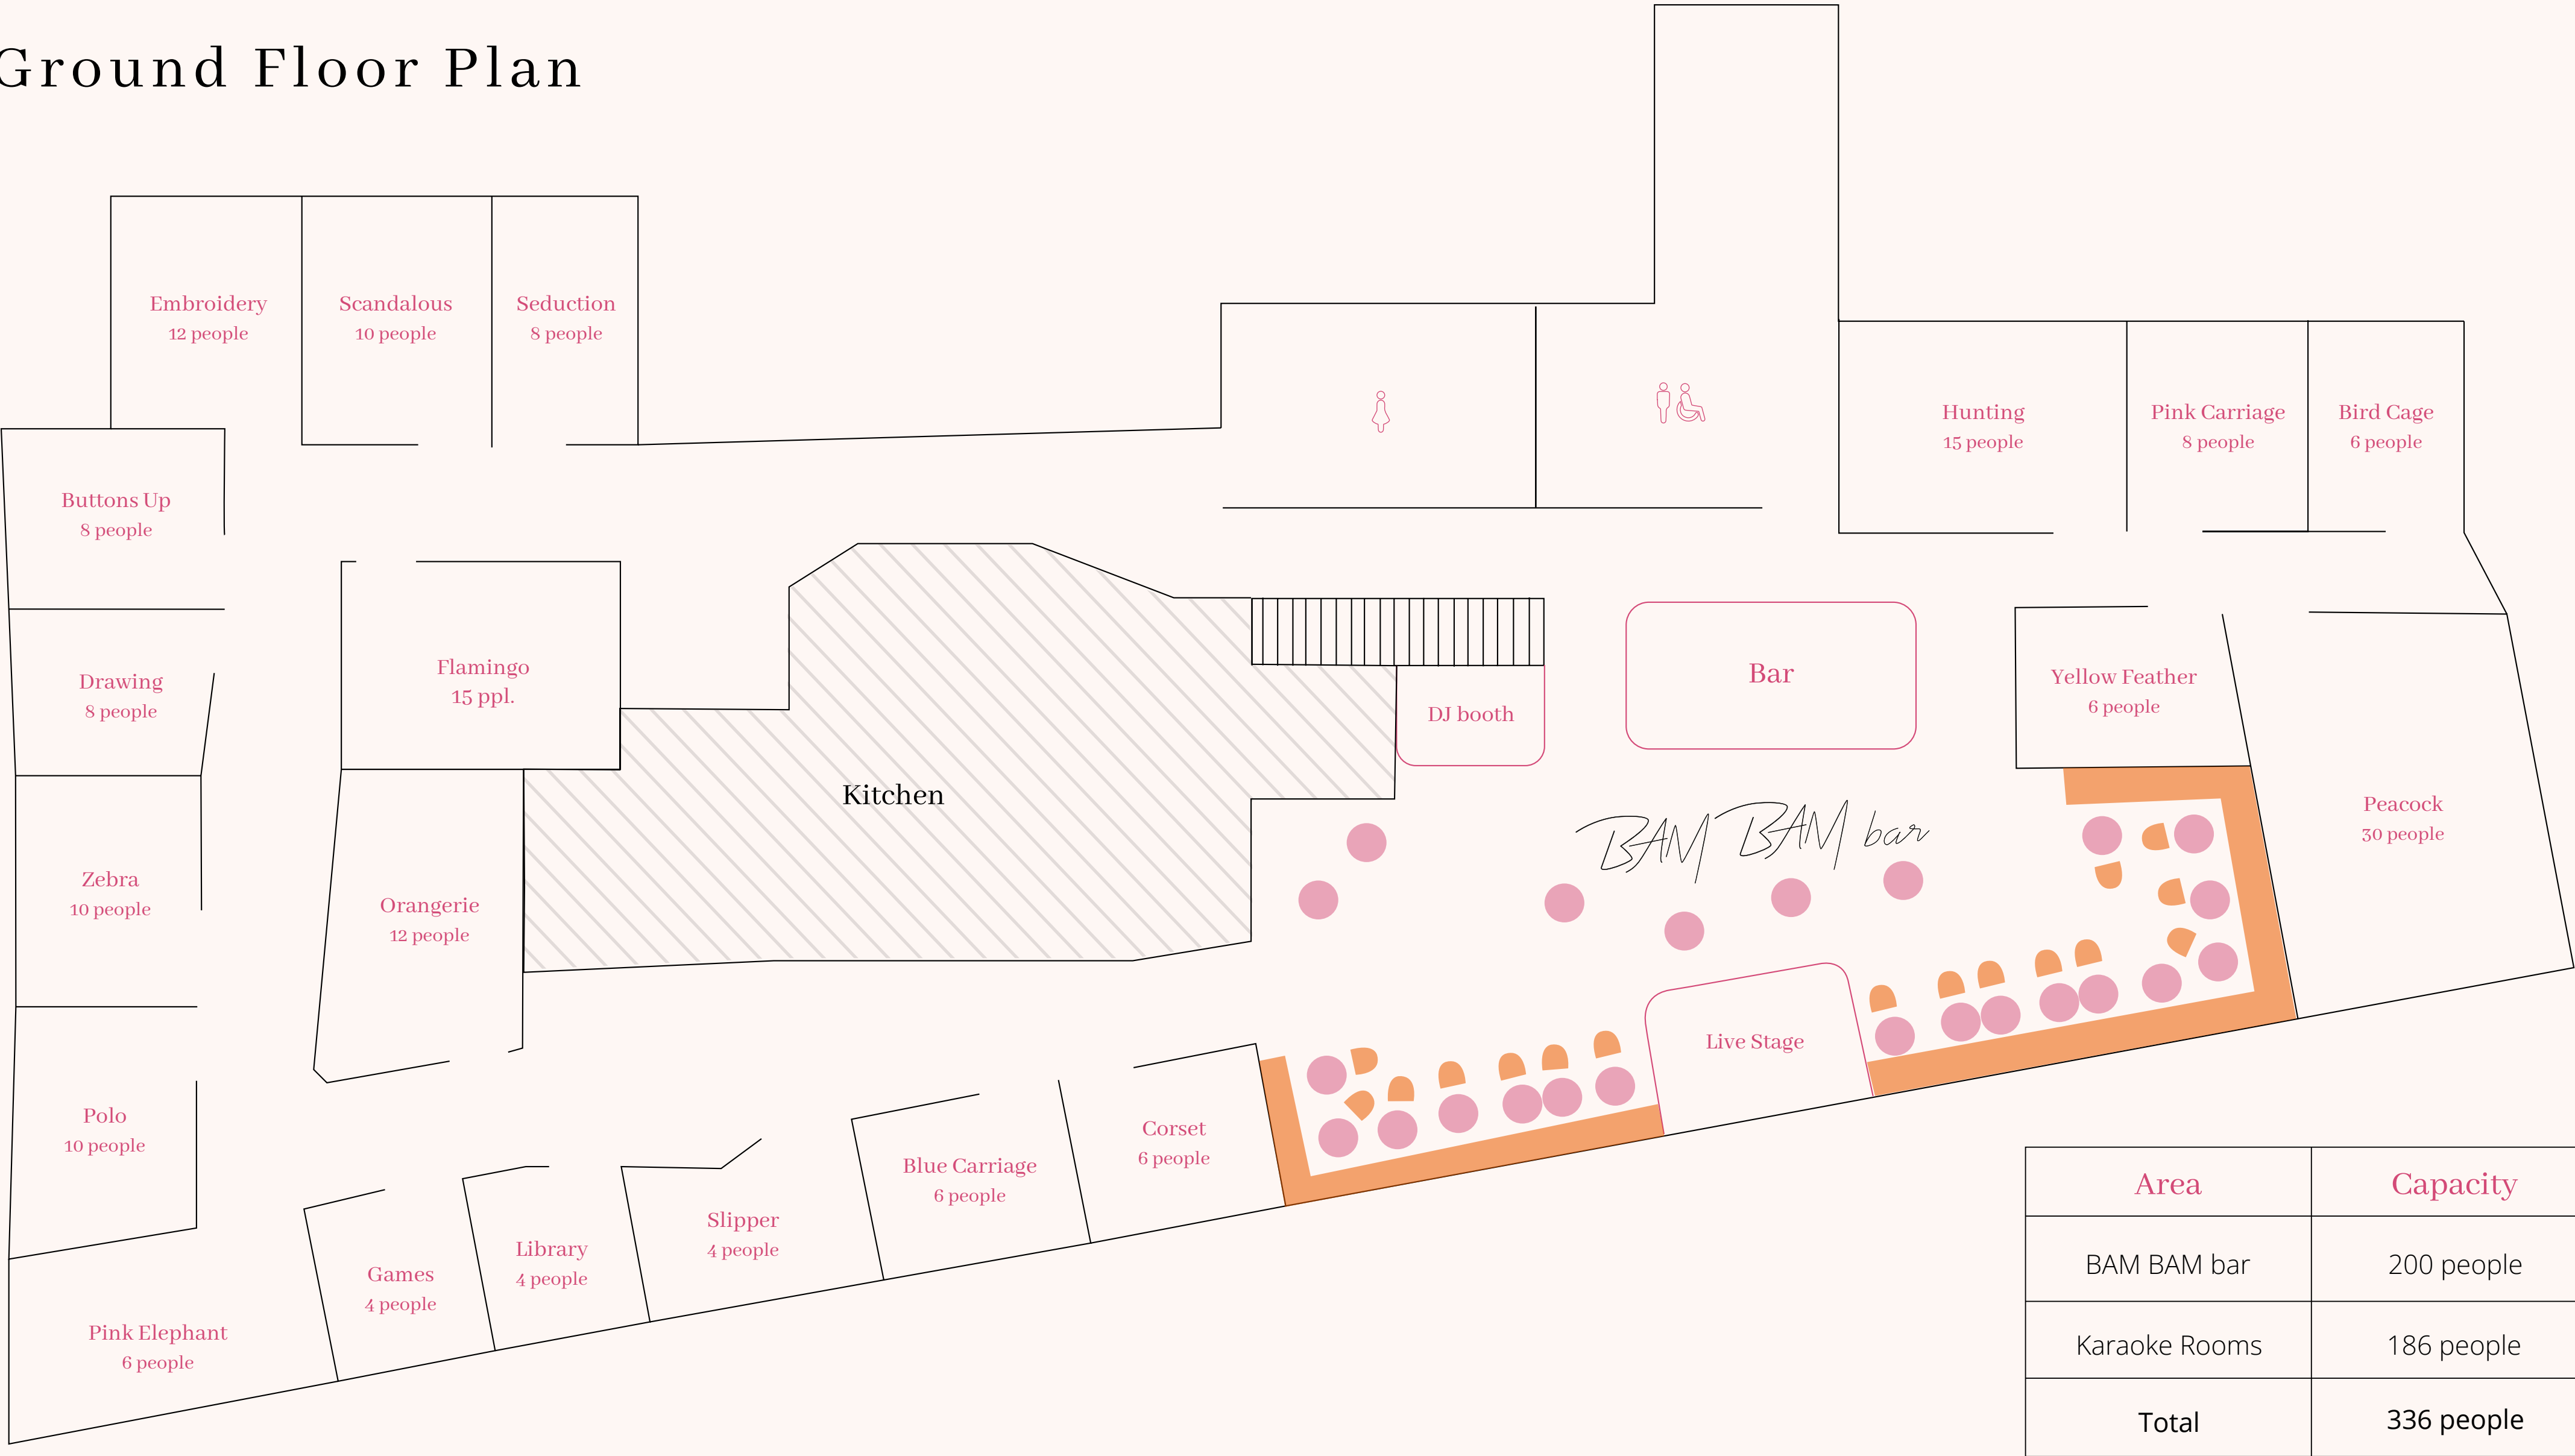 Ground Floor Plan
Embroidery
12 people
Scandalous
10 people
Seduction
8 people
Buttons Up
8 people
Drawing
8 people
Zebra
10 people
Polo
10 people
Pink Elephant
6 people
Flamingo
15 ppl.
Orangerie
12 people
Games
4 people
Library
4 people
Slipper
4 people
Blue Carriage
6 people
Corset
6 people
Kitchen
DJ booth
Bar
BAM BAM bar
Live Stage
Hunting
15 people
Pink Carriage
8 people
Bird Cage
6 people
Yellow Feather
6 people
Peacock
30 people
Area Capacity
BAM BAM bar 200 people
Karaoke Rooms 186 people
Total 336 people